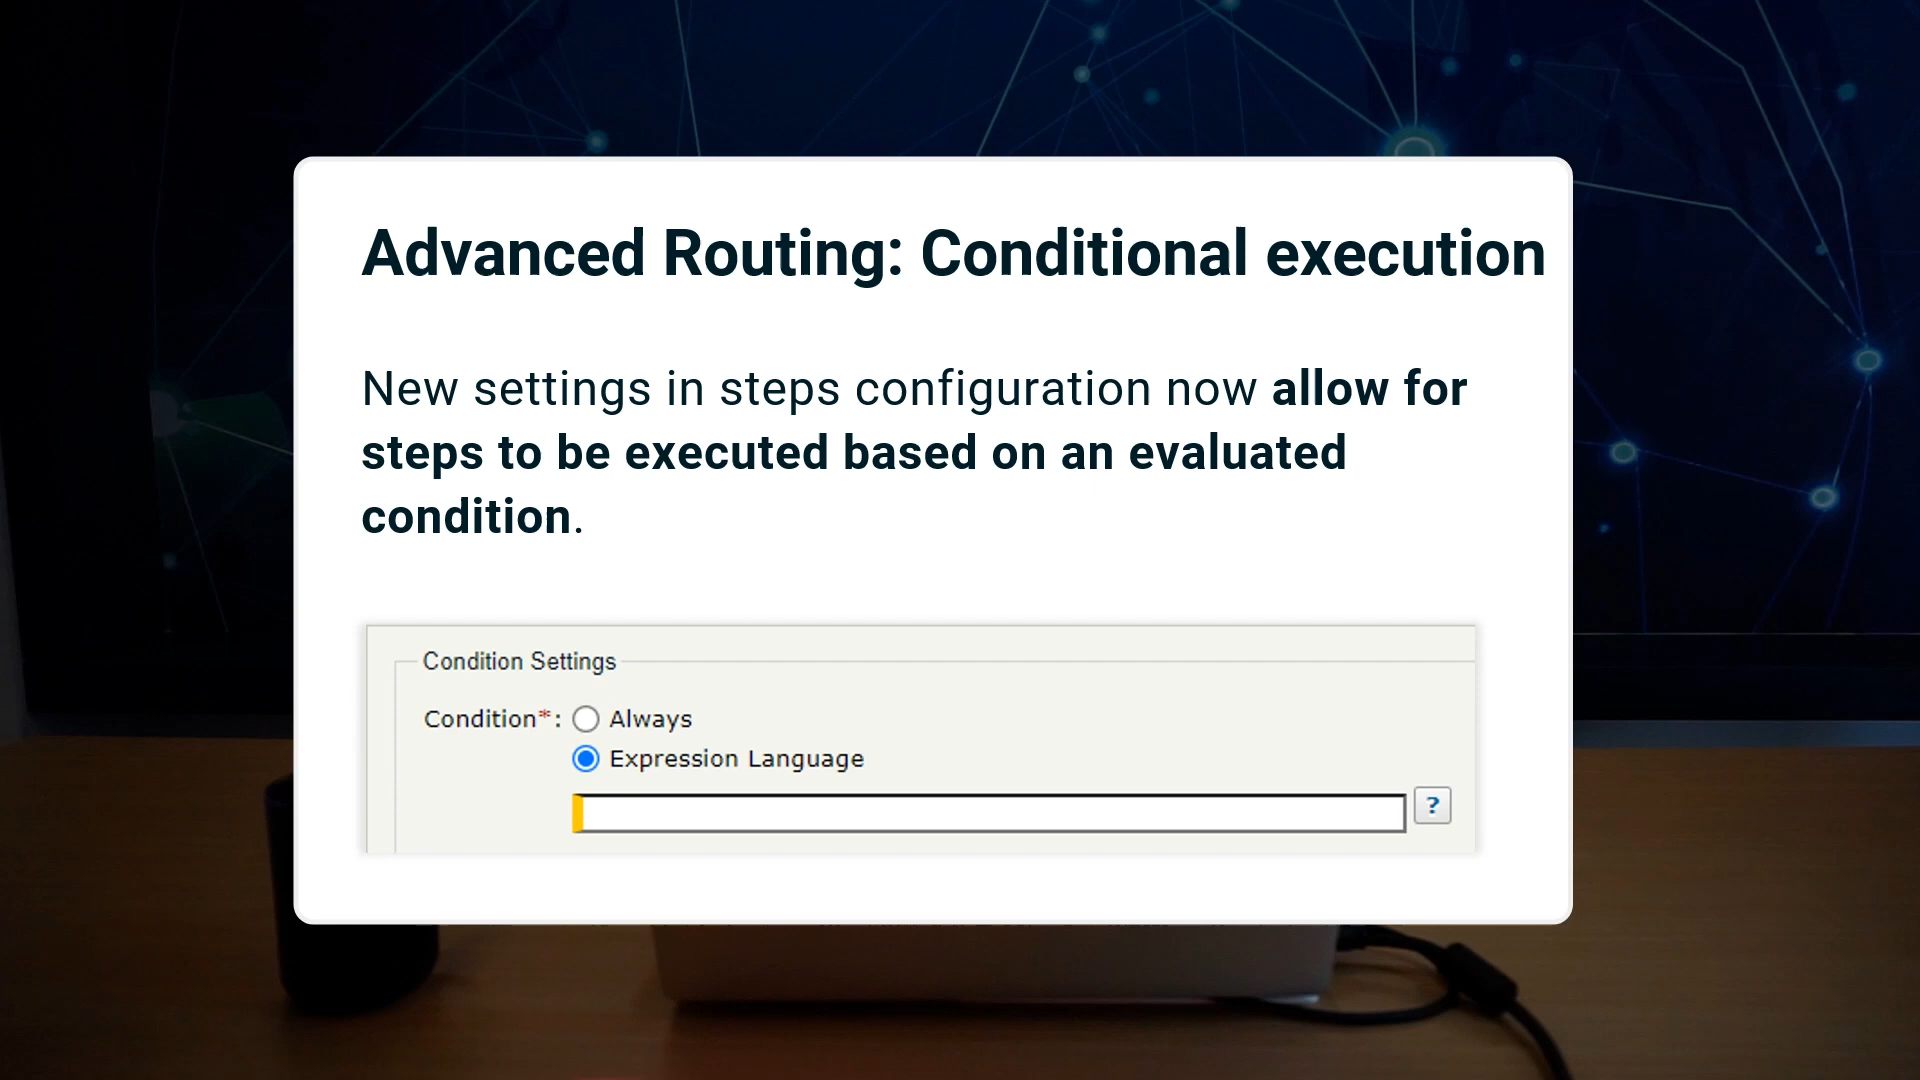 Advanced Routing: Conditional execution
New settings in steps configuration now allow for
steps to be executed based on an evaluated
condition.
Condition Settings
Condition*: Always
Expression Language
?